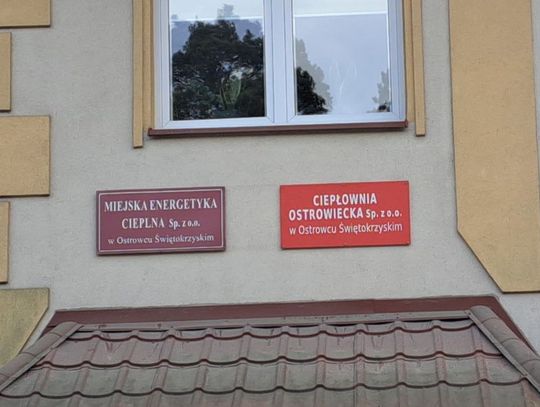 MIEJSKA ENERGETYKA
CIEPLNA Sp. z o.o.
w Ostrowcu Świętokrzyskim
CIEPŁOWNIA
OSTROWIECKA Sp. z o.o.
w Ostrowcu Świętokrzyskim